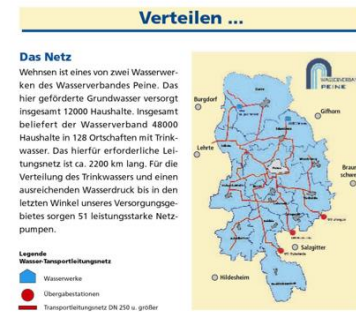 Verteilen ...
Das Netz
Wehnsen ist eines von zwei Wasserwer-
ken des Wasserverbandes Peine. Das
hier geförderte Grundwasser versorgt
insgesamt 12000 Haushalte. Insgesamt
beliefert der Wasserverband 48000
Haushalte in 128 Ortschaften mit Trink-
wasser. Das hierfür erforderliche Lei-
tungsnetz ist ca. 2200 km lang. Für die
Verteilung des Trinkwassers und einen
ausreichenden Wasserdruck bis in den
letzten Winkel unseres Versorgungsge-
bietes sorgen 51 leistungsstarke Netz-
pumpen.
Legende
Wasser-Tansportleitungsnetz
Wasserwerke
Übergabestationen
Transportleitungsnetz DN 250 u. größer
WASSERVERBAND
PEINE
Burgdorf
Gifhorn
Lehrte
Salzgitter
Hildesheim